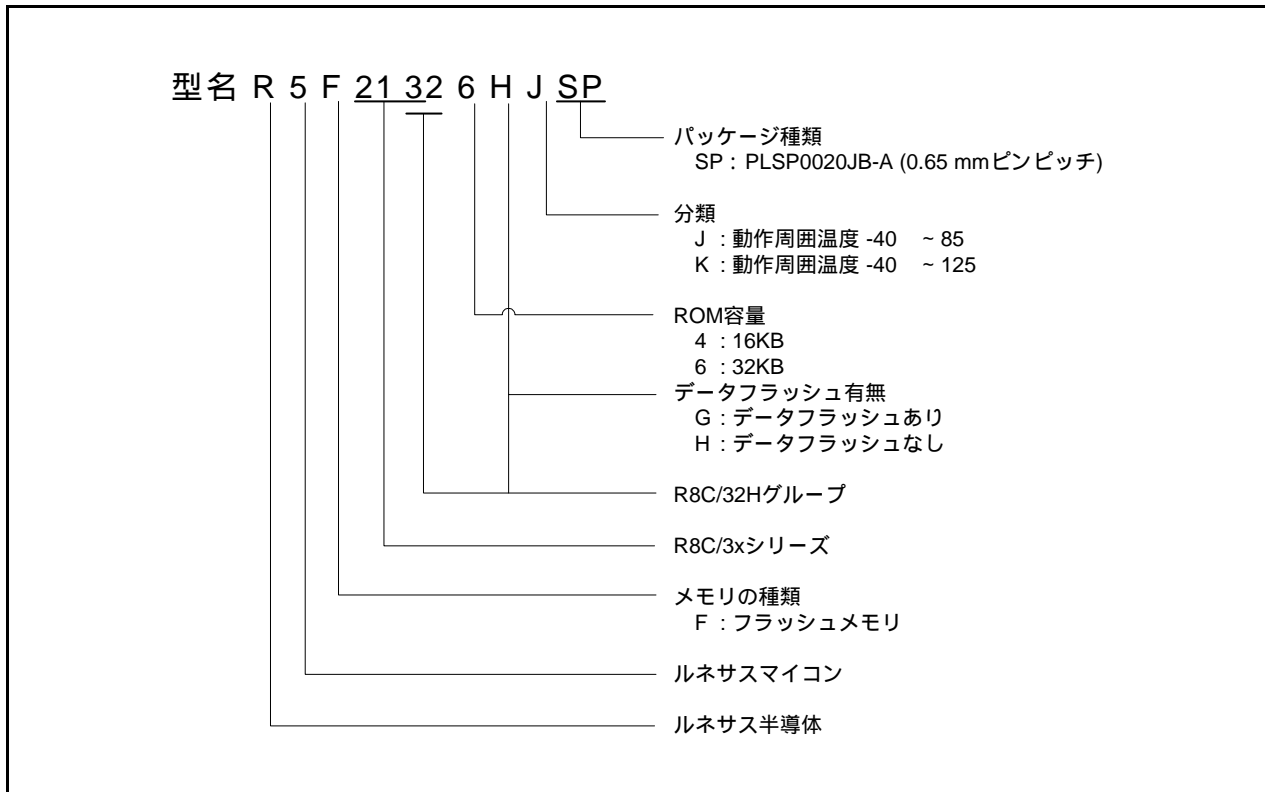 型名 R 5 F 21 32 6 H J SP
パッケージ種類
SP : PLSP0020JB-A (0.65 mmピンピッチ)
分類
J : 動作周囲温度 -40 ~ 85
K : 動作周囲温度 -40 ~ 125
ROM容量
4 : 16KB
6 : 32KB
データフラッシュ有無
G : データフラッシュあり
H : データフラッシュなし
R8C/32Hグループ
R8C/3xシリーズ
メモリの種類
F : フラッシュメモリ
ルネサスマイコン
ルネサス半導体